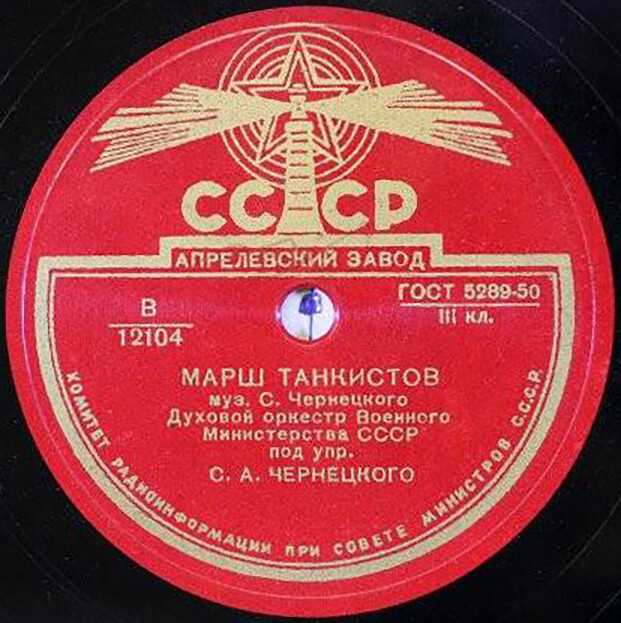 СССР
АПРЕЛЕВСКИЙ ЗАВОД
В
12104
ГОСТ 5289-50
III кл.
МАРШ ТАНКИСТОВ
муз. С. Чернецкого
Духовой оркестр Военного
Министерства СССР
под упр.
С. А. ЧЕРНЕЦКОГО
КОМИТЕТ РАДИОИНФОРМАЦИИ ПРИ СОВЕТЕ МИНИСТРОВ С.С.С.Р.